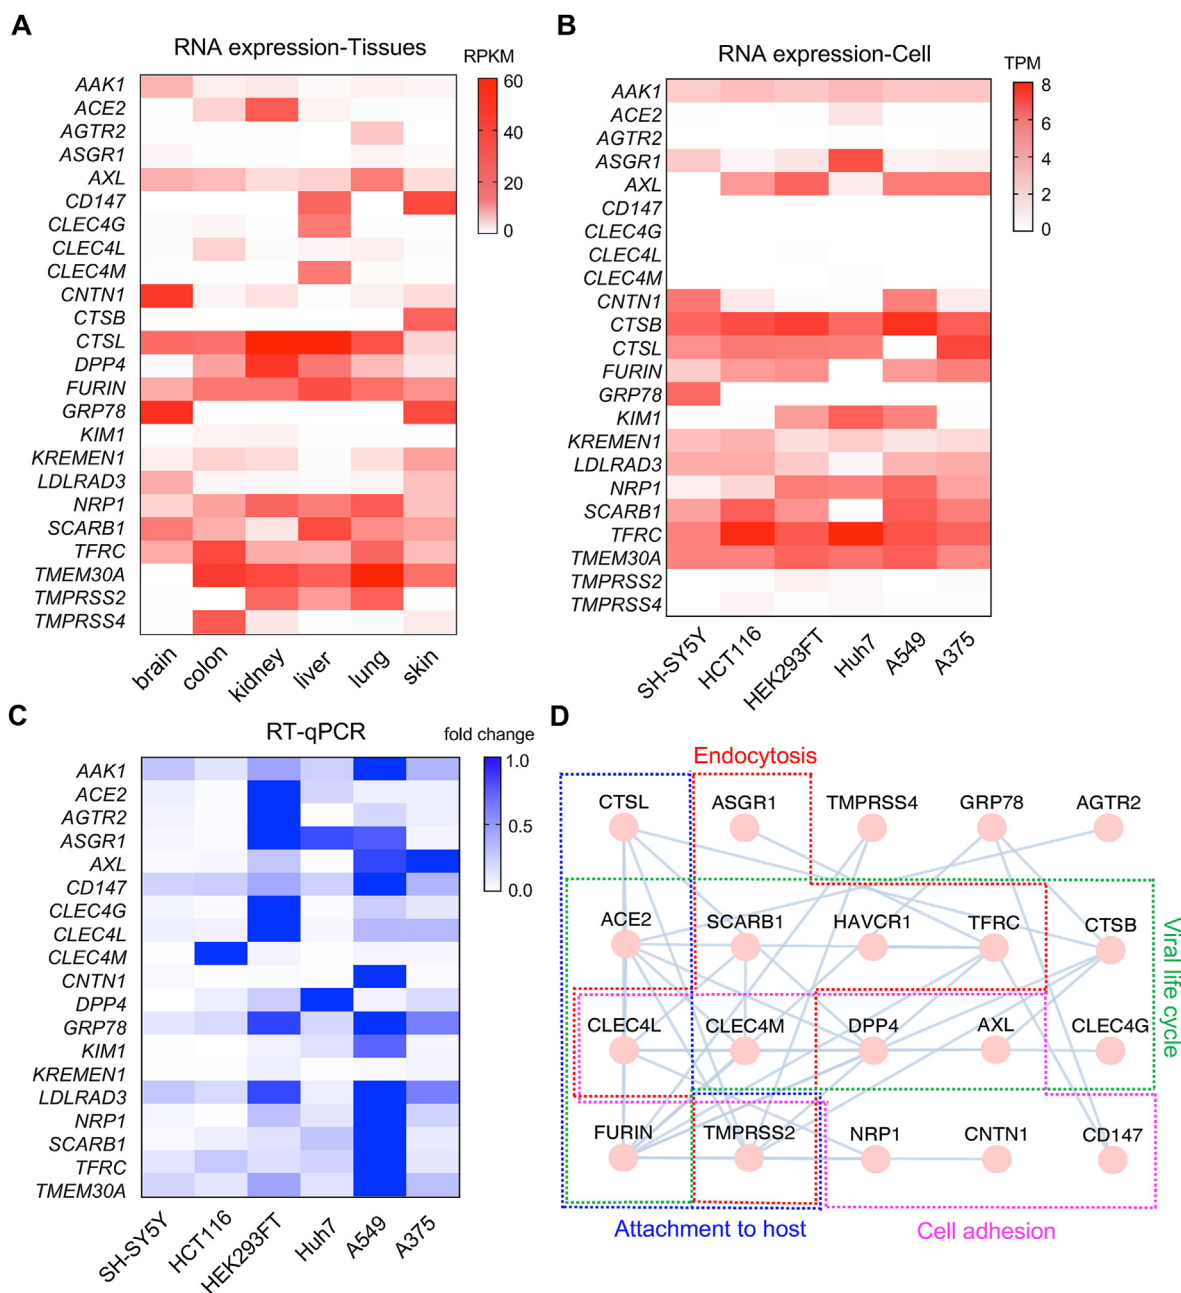 A
RNA expression-Tissues
RPKM
60
40
20
0
AAK1
ACE2
AGTR2
ASGR1
AXL
CD147
CLEC4G
CLEC4L
CLEC4M
CNTN1
CTSB
CTSL
DPP4
FURIN
GRP78
KIM1
KREMEN1
LDLRAD3
NRP1
SCARB1
TFRC
TMEM30A
TMPRSS2
TMPRSS4
brain
colon
kidney
liver
lung
skin
B
RNA expression-Cell
TPM
8
6
4
2
0
AAK1
ACE2
AGTR2
ASGR1
AXL
CD147
CLEC4G
CLEC4L
CLEC4M
CNTN1
CTSB
CTSL
FURIN
GRP78
KIM1
KREMEN1
LDLRAD3
NRP1
SCARB1
TFRC
TMEM30A
TMPRSS2
TMPRSS4
SH-SY5Y
HCT116
HEK293FT
Huh7
A549
A375
C
RT-qPCR
fold change
1.0
0.5
0.0
AAK1
ACE2
AGTR2
ASGR1
AXL
CD147
CLEC4G
CLEC4L
CLEC4M
CNTN1
DPP4
GRP78
KIM1
KREMEN1
LDLRAD3
NRP1
SCARB1
TFRC
TMEM30A
SH-SY5Y
HCT116
HEK293FT
Huh7
A549
A375
D
Endocytosis
CTSL ASGR1 TMPRSS4 GRP78 AGTR2
ACE2 SCARB1 HAVCR1 TFRC CTSB
CLEC4L CLEC4M DPP4 AXL CLEC4G
FURIN TMPRSS2 NRP1 CNTN1 CD147
Viral life cycle
Attachment to host
Cell adhesion